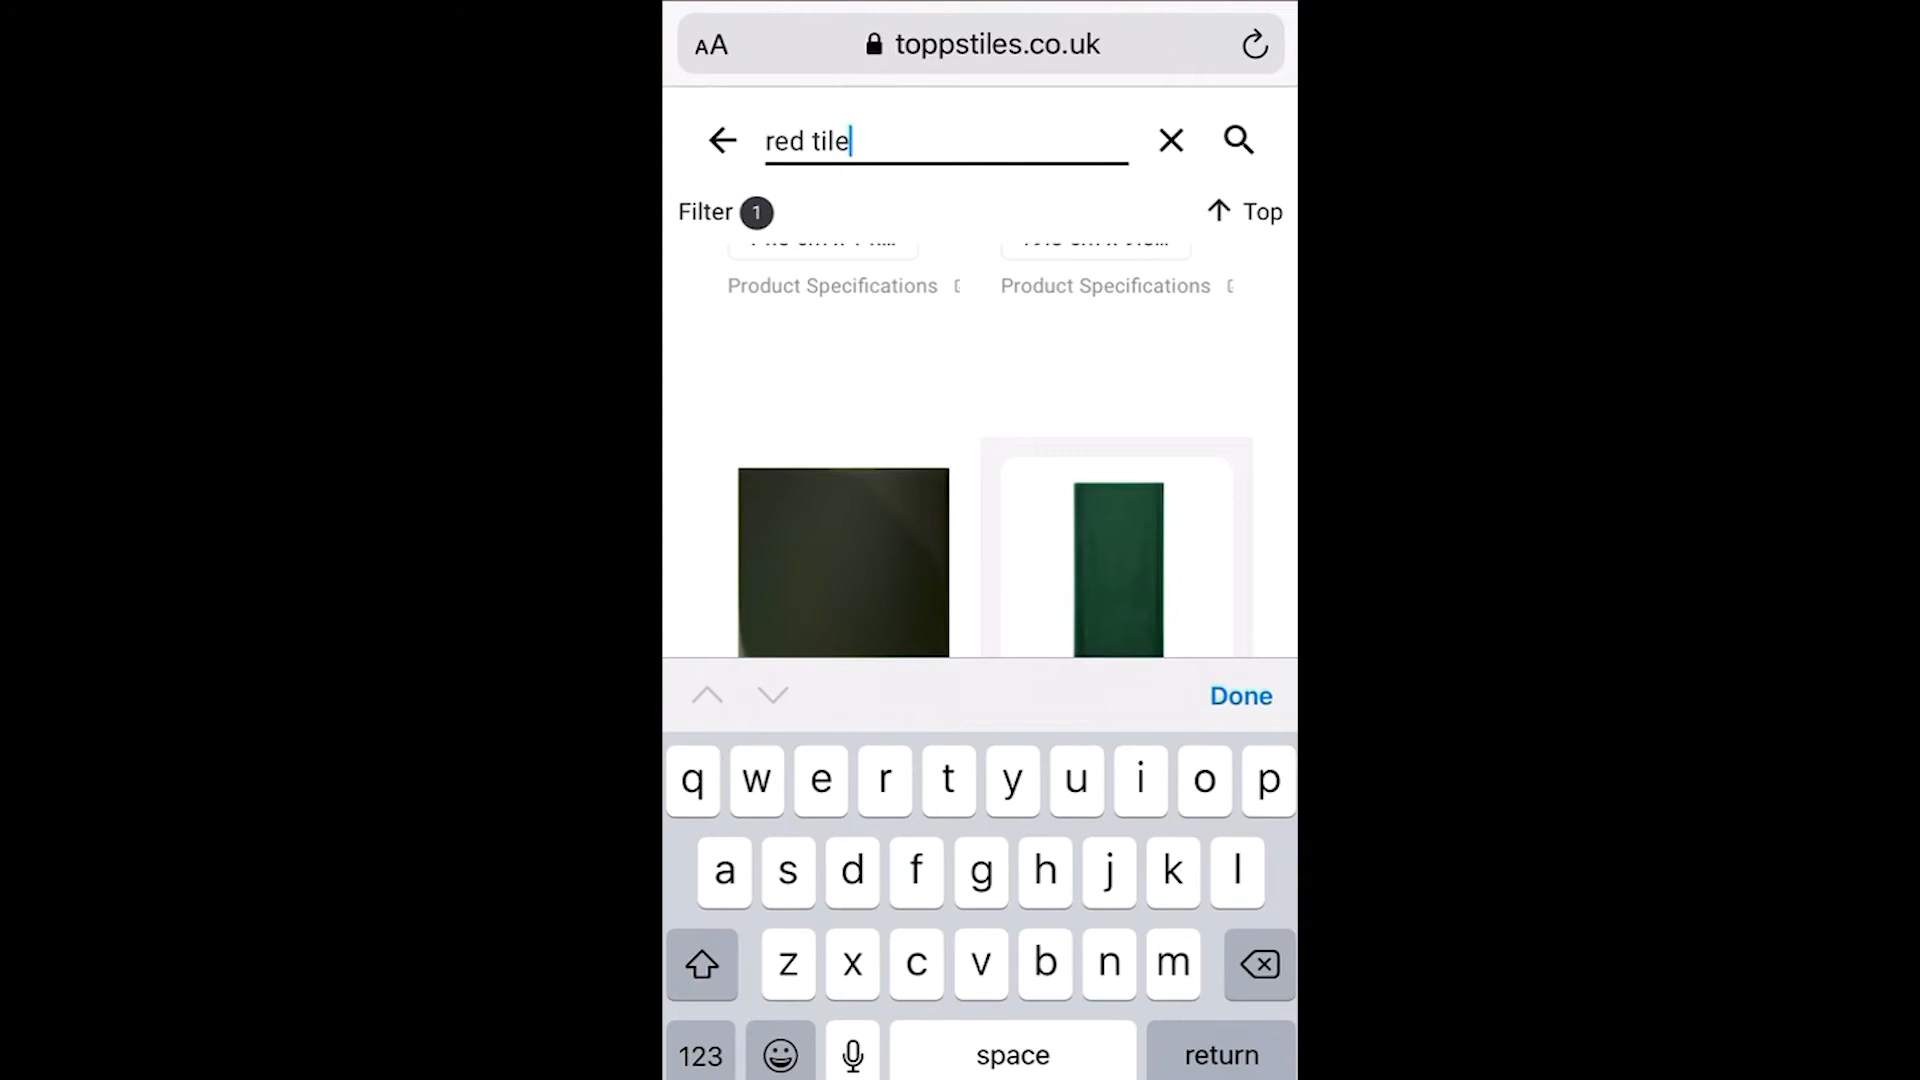 AA toppstiles.co.uk
red tile
Filter 1 Top
Product Specifications Product Specifications
Done
q w e r t y u i o p
a s d f g h j k l
z x c v b n m
123 space return